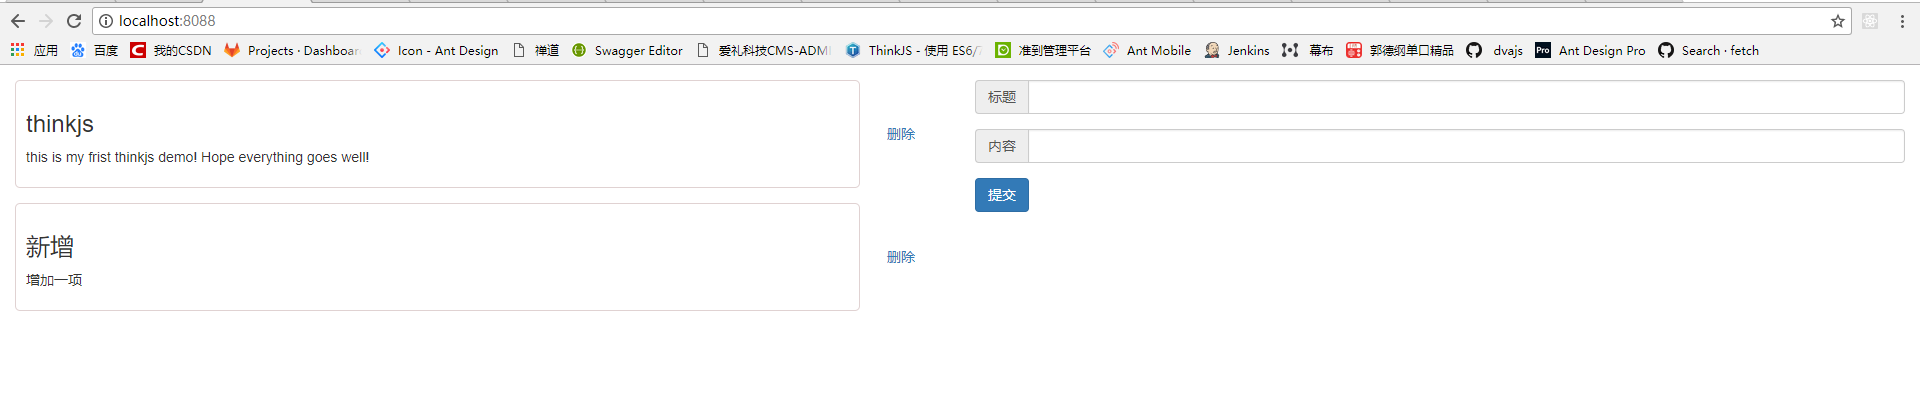 localhost:8088
应用 百度 我的CSDN Projects · Dashboar Icon - Ant Design 禅道 Swagger Editor 爱礼科技CMS-ADM ThinkJS - 使用 ES6/ 准到管理平台 Ant Mobile Jenkins 幕布 郭德纲单口精品 dvajs Pro Ant Design Pro Search · fetch
thinkjs
this is my frist thinkjs demo! Hope everything goes well!
删除
新增
增加一项
删除
标题
内容
提交